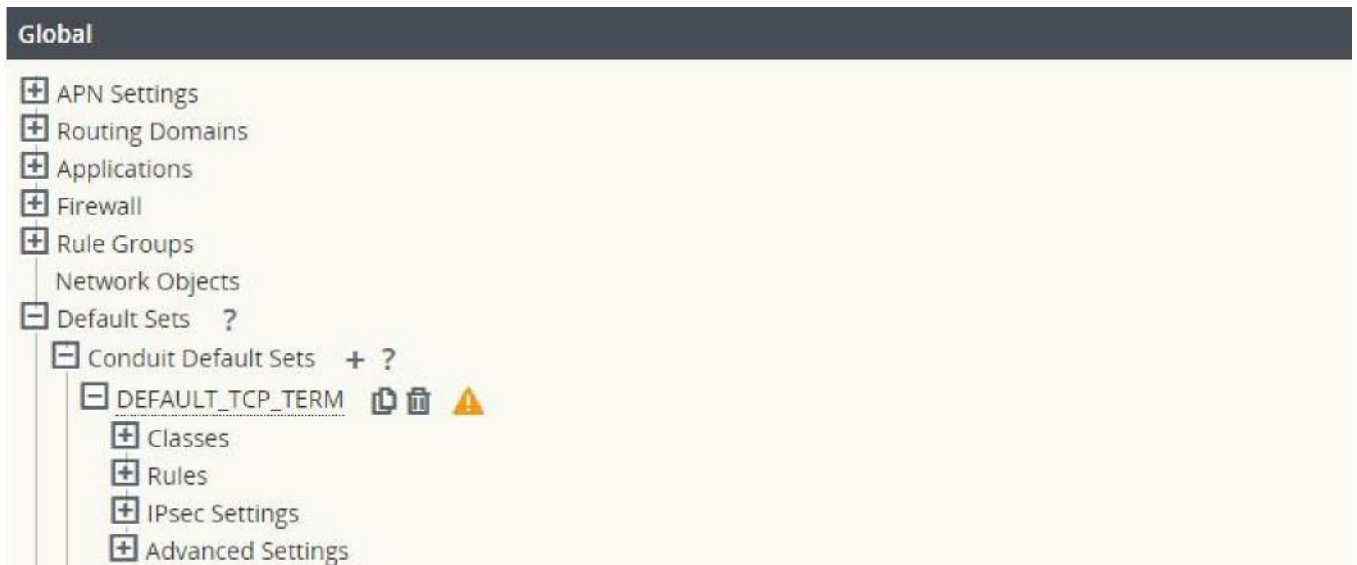 Global
APN Settings
Routing Domains
Applications
Firewall
Rule Groups
Network Objects
Default Sets ?
Conduit Default Sets + ?
DEFAULT_TCP_TERM
Classes
Rules
IPsec Settings
Advanced Settings